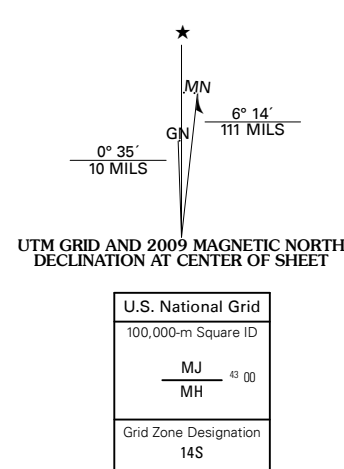 ★
MN
6° 14´
111 MILS
GN
0° 35´
10 MILS
UTM GRID AND 2009 MAGNETIC NORTH
DECLINATION AT CENTER OF SHEET
U.S. National Grid
100,000-m Square ID
MJ
43 00
MH
Grid Zone Designation
14S